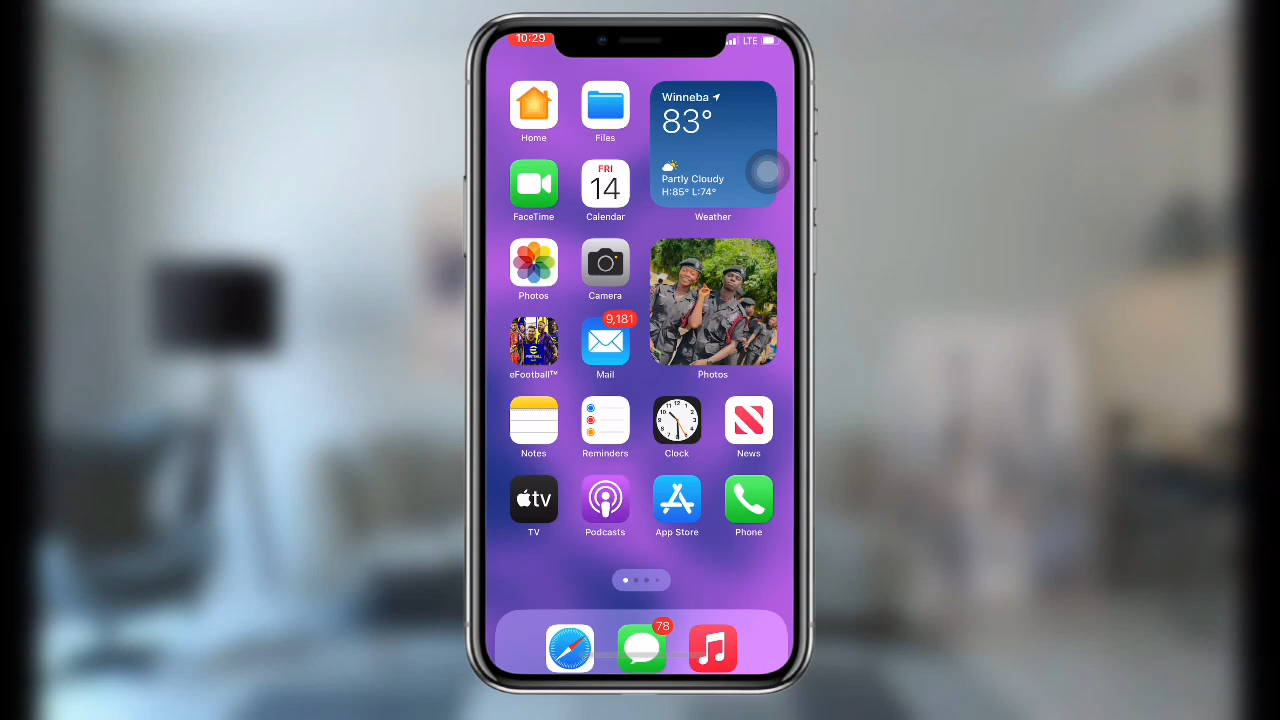 10:29
LTE
Home
Files
Winneba
83°
Partly Cloudy
H:85° L:74°
Weather
FaceTime
FRI
14
Calendar
Photos
Camera
Photos
eFootball™
9,181
Mail
Notes
Reminders
Clock
News
tv
TV
Podcasts
App Store
Phone
78